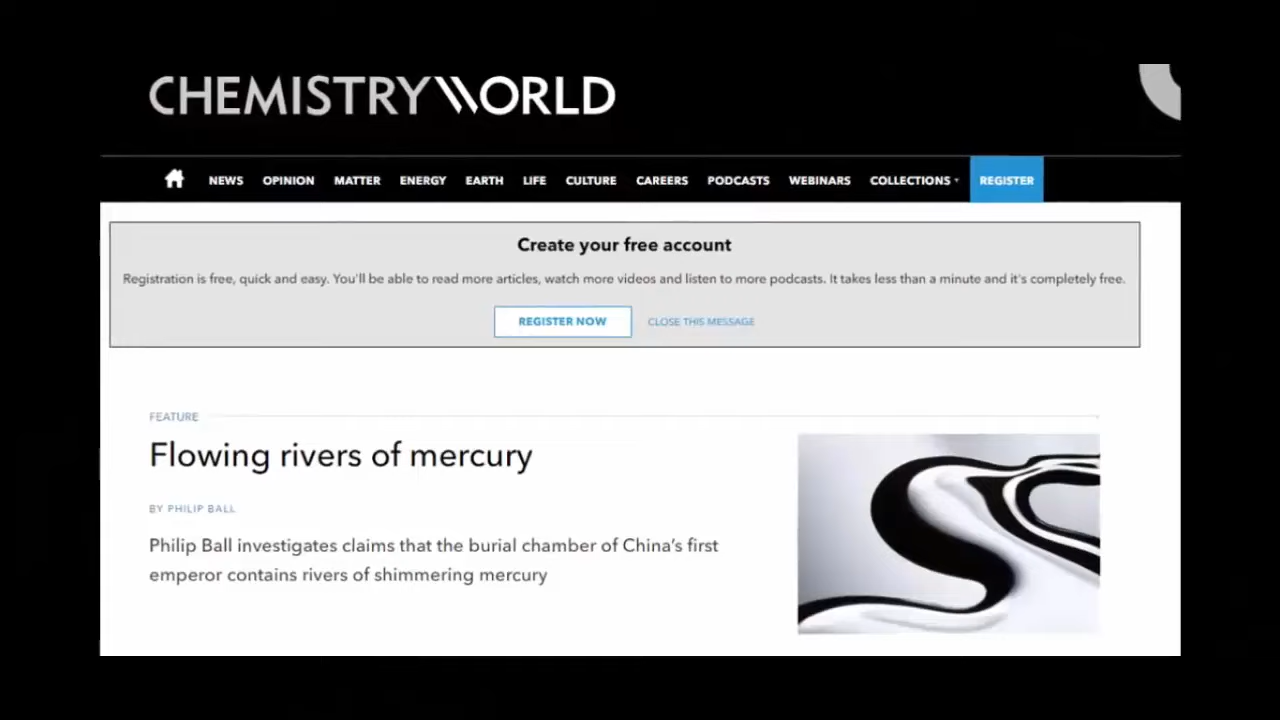 CHEMISTRY WORLD
NEWS OPINION MATTER ENERGY EARTH LIFE CULTURE CAREERS PODCASTS WEBINARS COLLECTIONS REGISTER
Create your free account
Registration is free, quick and easy. You'll be able to read more articles, watch more videos and listen to more podcasts. It takes less than a minute and it's completely free.
REGISTER NOW CLOSE THIS MESSAGE
FEATURE
Flowing rivers of mercury
BY PHILIP BALL
Philip Ball investigates claims that the burial chamber of China's first
emperor contains rivers of shimmering mercury